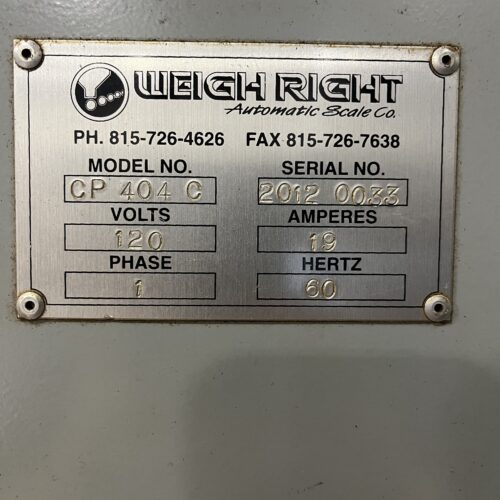 WEIGH RIGHT
Automatic Scale Co.
PH. 815-726-4626 FAX 815-726-7638
MODEL NO. SERIAL NO.
CP 404 C 2012 0033
VOLTS AMPERES
120 19
PHASE HERTZ
1 60